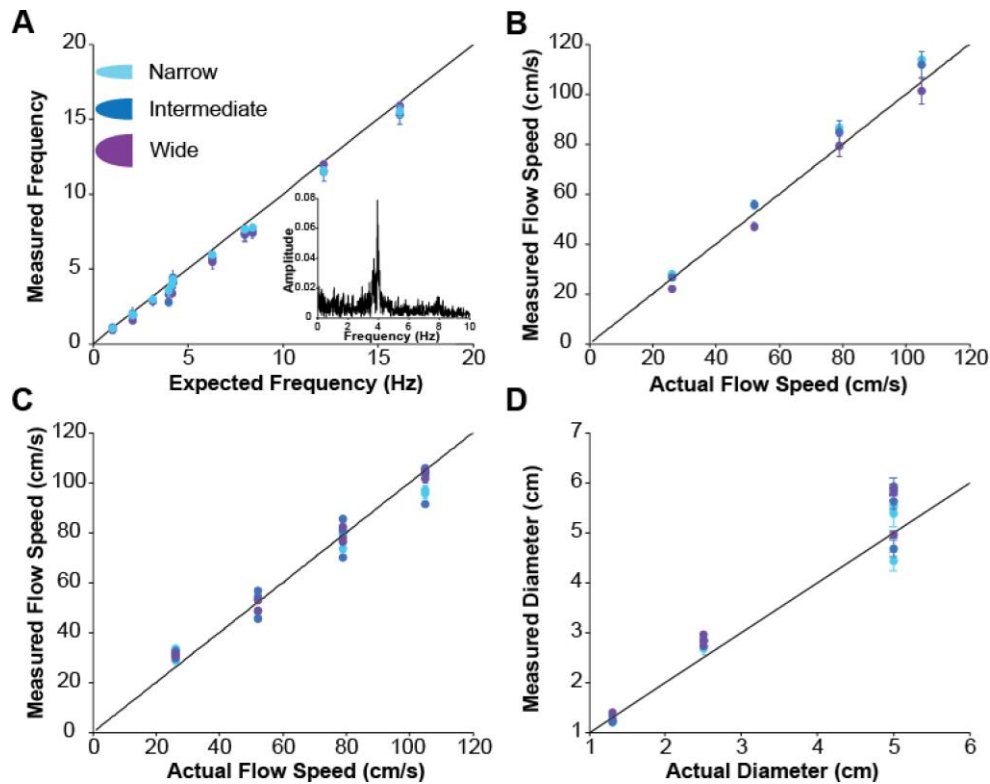 A
Measured Frequency
20
15
10
5
0
0 5 10 15 20
Expected Frequency (Hz)
Narrow
Intermediate
Wide
Amplitude
0.08
0.06
0.04
0.02
0
0 2 4 6 8 10
Frequency (Hz)
B
Measured Flow Speed (cm/s)
120
100
80
60
40
20
0
0 20 40 60 80 100 120
Actual Flow Speed (cm/s)
C
Measured Flow Speed (cm/s)
120
100
80
60
40
20
0
0 20 40 60 80 100 120
Actual Flow Speed (cm/s)
D
Measured Diameter (cm)
7
6
5
4
3
2
1
1 2 3 4 5 6
Actual Diameter (cm)